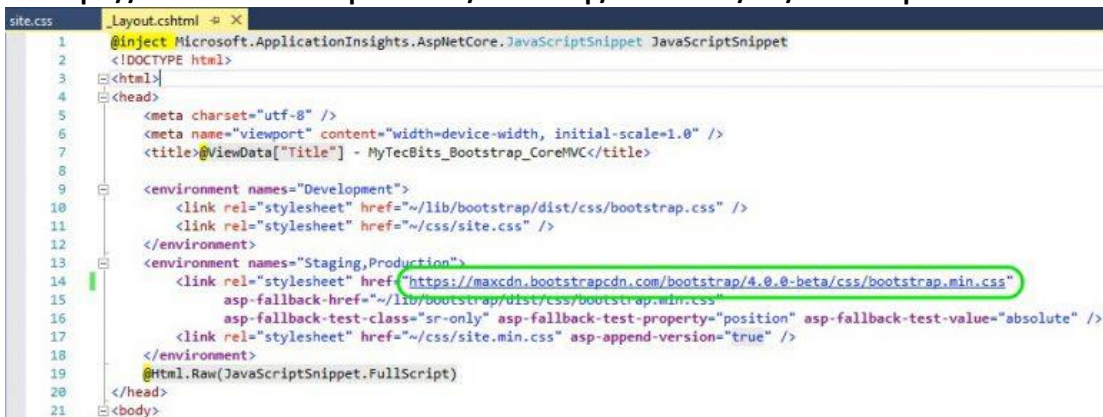 site.css _Layout.cshtml
1 @inject Microsoft.ApplicationInsights.AspNetCore.JavaScriptSnippet JavaScriptSnippet
2 <!DOCTYPE html>
3 <html>
4 <head>
5 <meta charset="utf-8" />
6 <meta name="viewport" content="width=device-width, initial-scale=1.0" />
7 <title>@ViewData["Title"] - MyTecBits_Bootstrap_CoreMVC</title>
8
9 <environment names="Development">
10 <link rel="stylesheet" href="~/lib/bootstrap/dist/css/bootstrap.css" />
11 <link rel="stylesheet" href="~/css/site.css" />
12 </environment>
13 <environment names="Staging,Production">
14 <link rel="stylesheet" href="https://maxcdn.bootstrapcdn.com/bootstrap/4.0.0-beta/css/bootstrap.min.css"
15 asp-fallback-href="~/lib/bootstrap/dist/css/bootstrap.min.css"
16 asp-fallback-test-class="sr-only" asp-fallback-test-property="position" asp-fallback-test-value="absolute" />
17 <link rel="stylesheet" href="~/css/site.min.css" asp-append-version="true" />
18 </environment>
19 @Html.Raw(JavaScriptSnippet.FullScript)
20 </head>
21 <body>